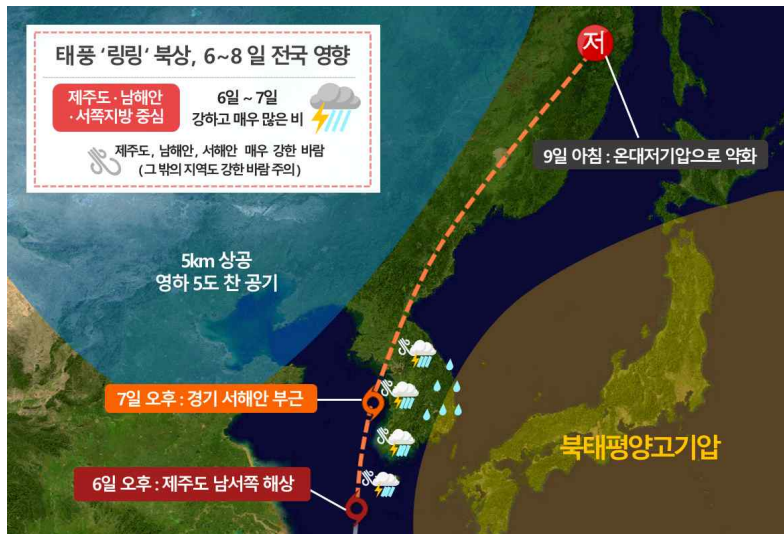 태풍 ‘링링‘ 북상, 6~8 일 전국 영향
제주도·남해안
·서쪽지방 중심
6일 ~ 7일
강하고 매우 많은 비
제주도, 남해안, 서해안 매우 강한 바람
(그 밖의 지역도 강한 바람 주의)
저
9일 아침 : 온대저기압으로 약화
5km 상공
영하 5도 찬 공기
7일 오후 : 경기 서해안 부근
북태평양고기압
6일 오후 : 제주도 남서쪽 해상